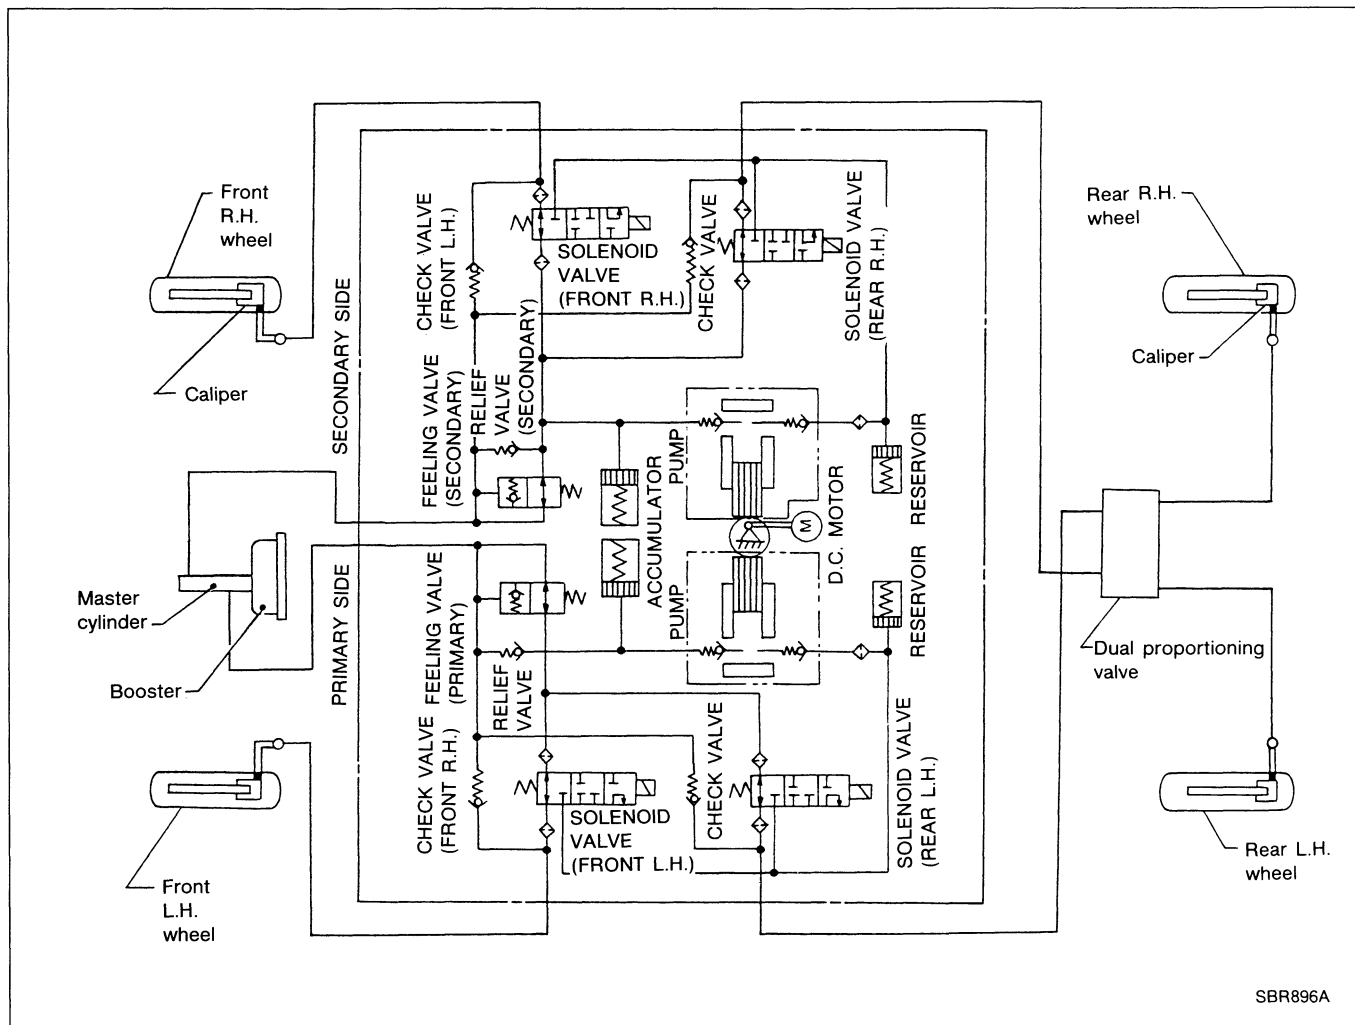 Front
R.H.
wheel
Caliper
SECONDARY SIDE
CHECK VALVE
(FRONT L.H.)
SOLENOID
VALVE
(FRONT R.H.)
CHECK VALVE
SOLENOID VALVE
(REAR R.H.)
Rear R.H.
wheel
Caliper
FEELING VALVE
(SECONDARY)
RELIEF
VALVE
(SECONDARY)
ACCUMULATOR
PUMP
M
D.C. MOTOR
RESERVOIR
Master
cylinder
Booster
PRIMARY SIDE
FEELING VALVE
(PRIMARY)
RELIEF
VALVE
PUMP
RESERVOIR
Dual proportioning
valve
CHECK VALVE
(FRONT R.H.)
SOLENOID
VALVE
(FRONT L.H.)
CHECK VALVE
SOLENOID VALVE
(REAR L.H.)
Front
L.H.
wheel
Rear L.H.
wheel
SBR896A